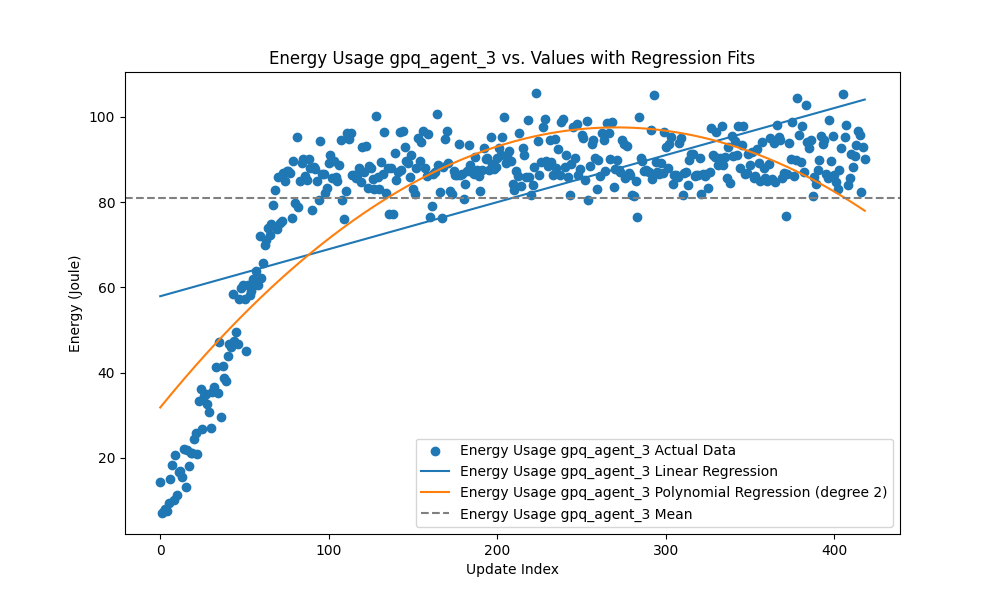 Energy Usage gpq_agent_3 vs. Values with Regression Fits
100
80
60
40
20
Energy (Joule)
0 100 200 300 400
Update Index
Energy Usage gpq_agent_3 Actual Data
Energy Usage gpq_agent_3 Linear Regression
Energy Usage gpq_agent_3 Polynomial Regression (degree 2)
Energy Usage gpq_agent_3 Mean